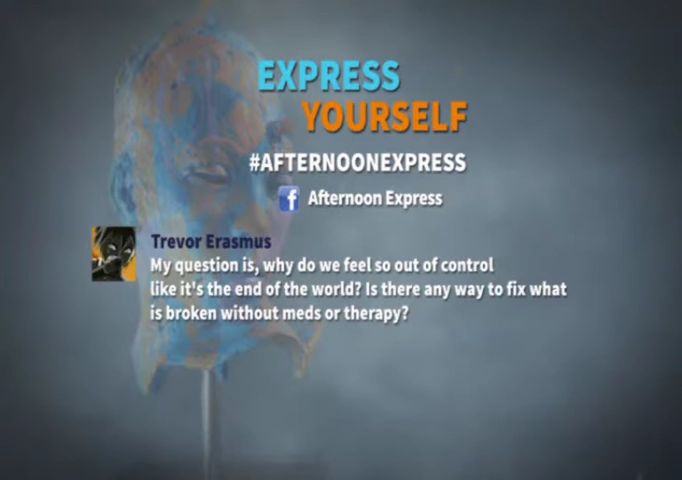 EXPRESS
YOURSELF
#AFTERNOONEXPRESS
f Afternoon Express
Trevor Erasmus
My question is, why do we feel so out of control
like it's the end of the world? Is there any way to fix what
is broken without meds or therapy?